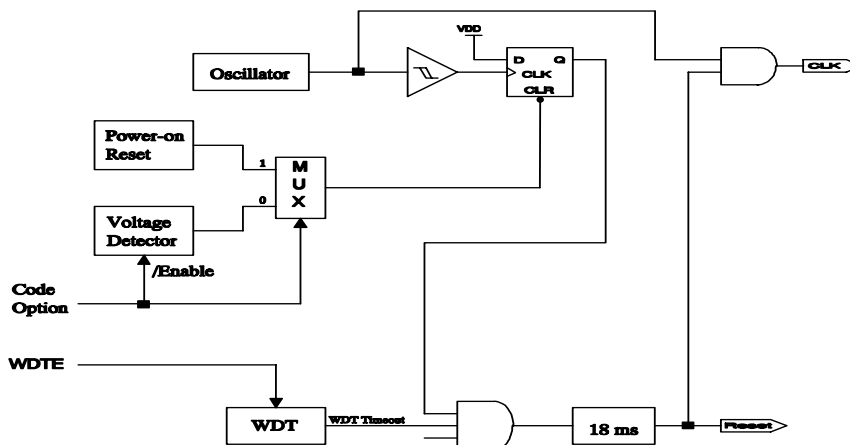 VDD
Oscillator
D Q
CLK
CLR
CLK
Power-on
Reset
1
M
U
X
0
Voltage
Detector
/Enable
Code
Option
WDTE
WDT
WDT Timeout
18 ms
Reset